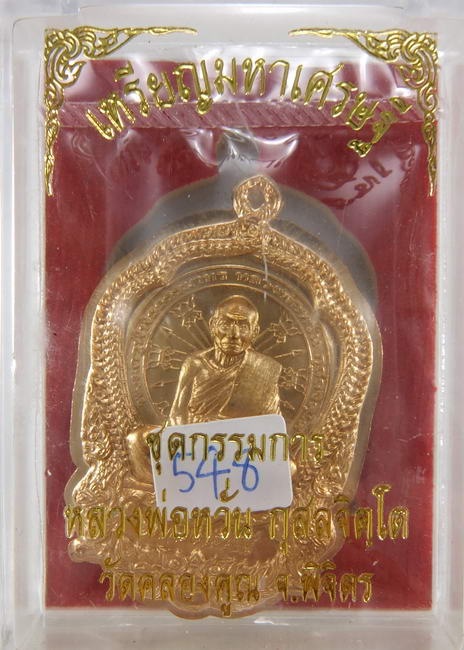 เหรียญมหาเศรษฐี
ชุดกรรมการ
548
หลวงพ่อหวั่น กุสลจิตฺโต
วัดคลองคูณ จ.พิจิตร